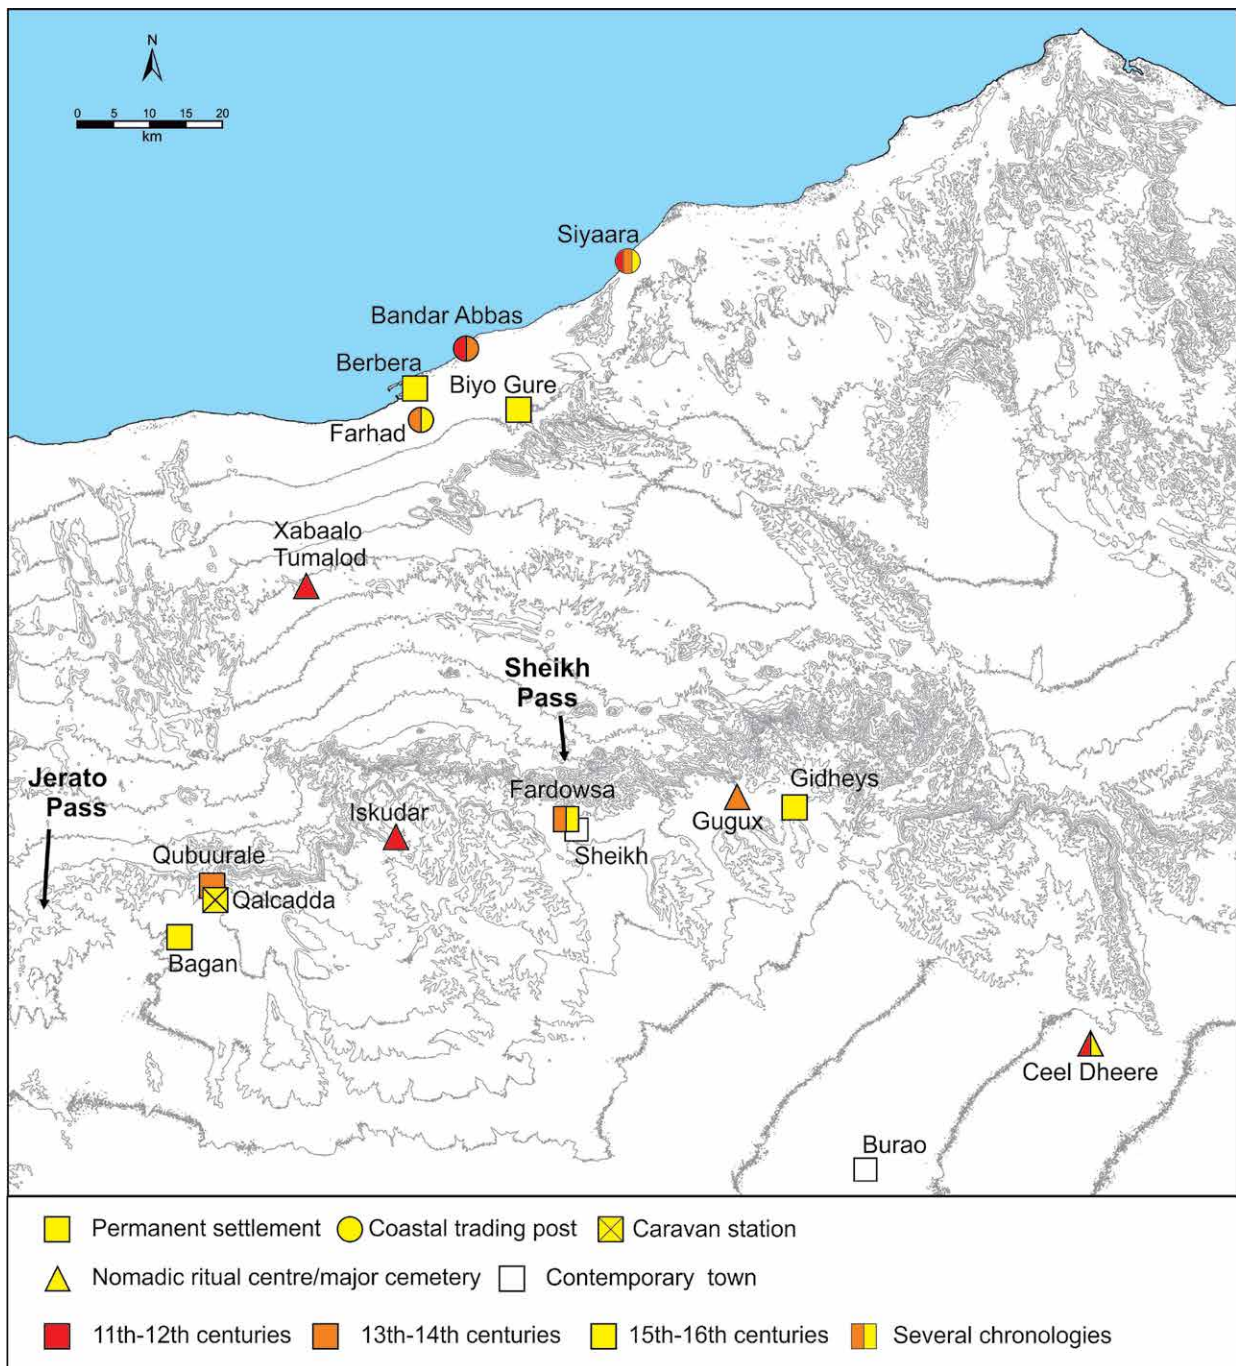 N
0 5 10 15 20
km
Siyaara
Bandar Abbas
Berbera
Biyo Gure
Farhad
Xabaalo
Tumalod
Sheikh
Pass
Jerato
Pass
Fardowsa
Gidheys
Iskudar
Gugux
Sheikh
Qubuurale
Qalcadda
Bagan
Ceel Dheere
Burao
Permanent settlement Coastal trading post Caravan station
Nomadic ritual centre/major cemetery Contemporary town
11th-12th centuries 13th-14th centuries 15th-16th centuries Several chronologies